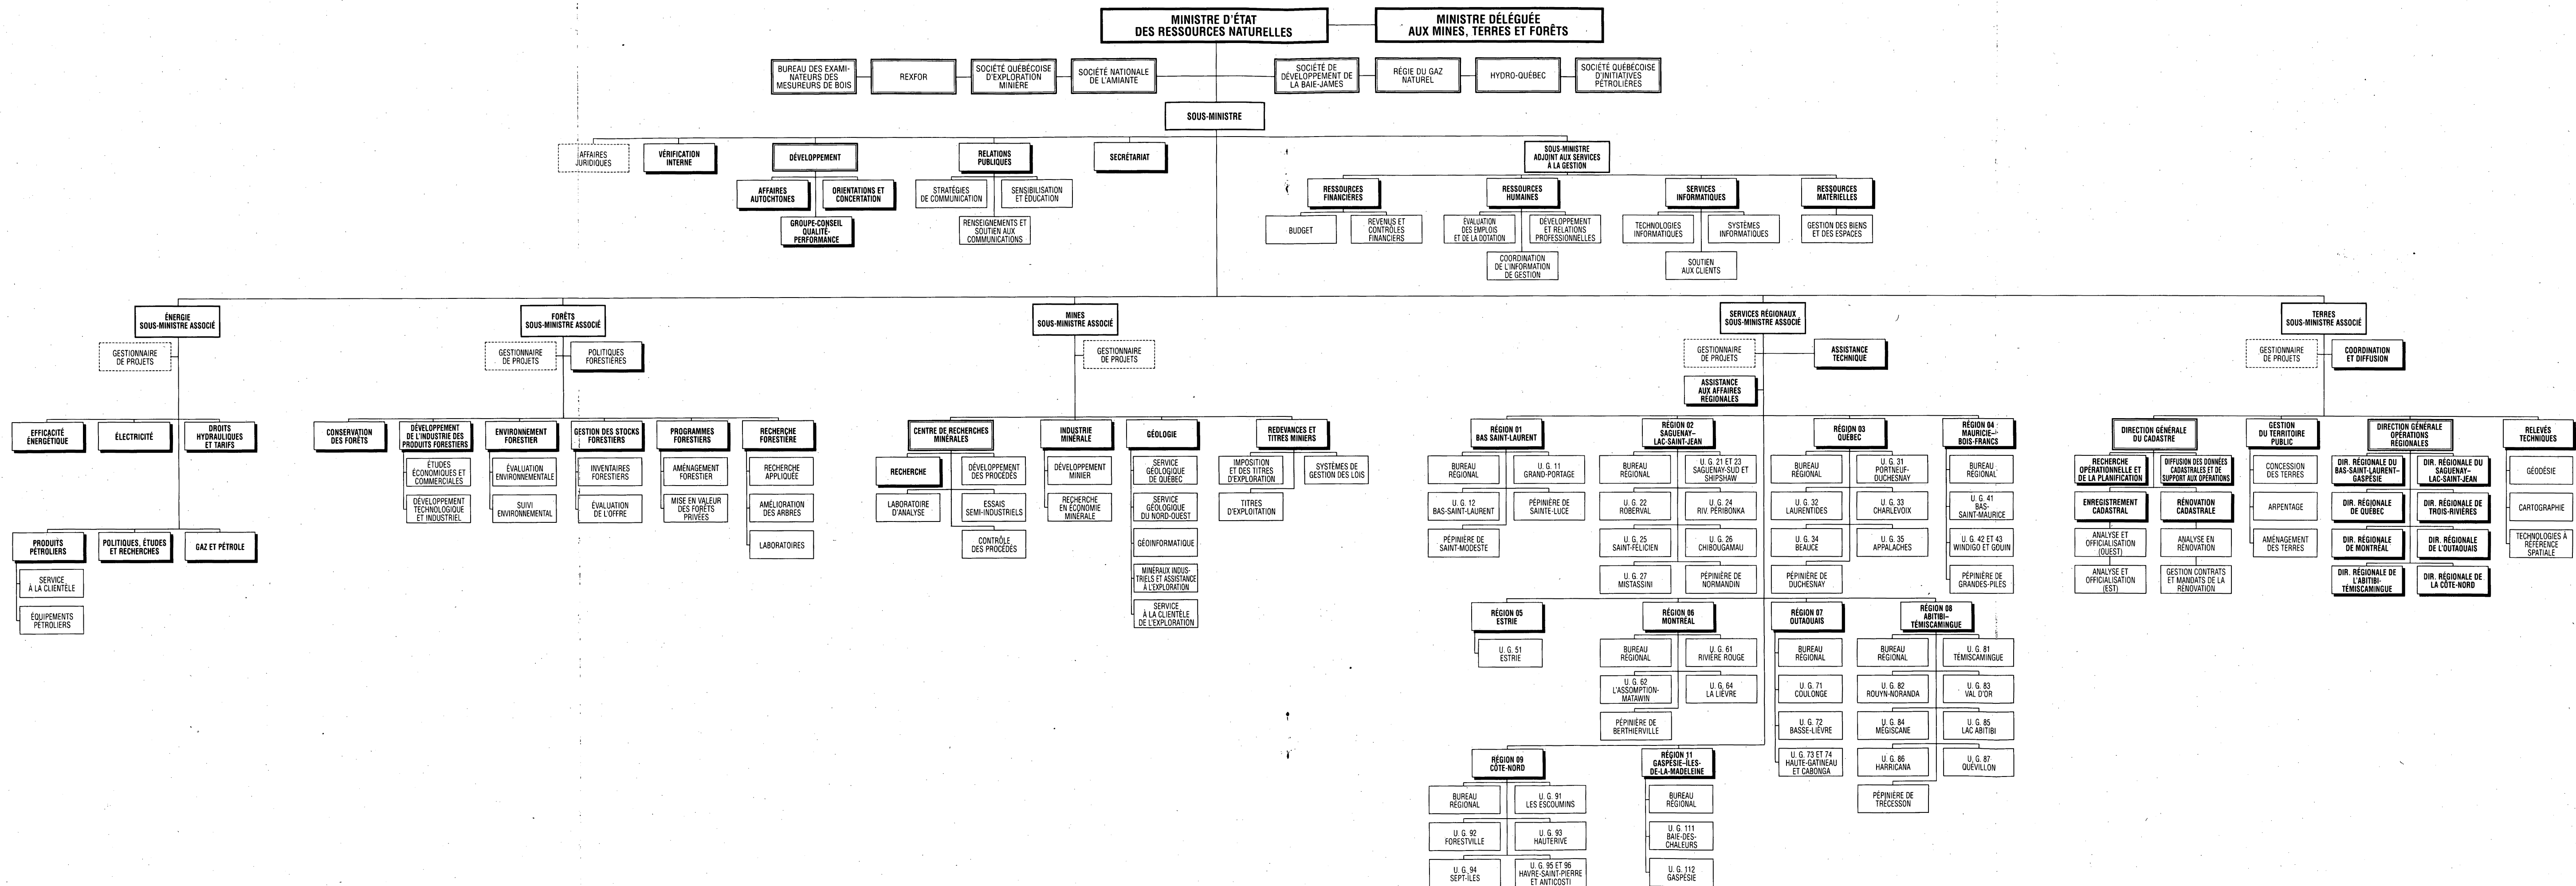 MINISTRE D'ÉTAT
DES RESSOURCES NATURELLES
MINISTRE DÉLÉGUÉE
AUX MINES, TERRES ET FORÊTS
BUREAU DES EXAMI-
NATEURS DES
MESUREURS DE BOIS
REXFOR
SOCIÉTÉ QUÉBÉCOISE
D'EXPLORATION
MINIÈRE
SOCIÉTÉ NATIONALE
DE L'AMIANTE
SOCIÉTÉ DE
DÉVELOPPEMENT DE
LA BAIE-JAMES
RÉGIE DU GAZ
NATUREL
HYDRO-QUÉBEC
SOCIÉTÉ QUÉBÉCOISE
D'INITIATIVES
PÉTROLIÈRES
SOUS-MINISTRE
AFFAIRES
JURIDIQUES
VÉRIFICATION
INTERNE
DÉVELOPPEMENT
RELATIONS
PUBLIQUES
SECRÉTARIAT
SOUS-MINISTRE
ADJOINT AUX SERVICES
À LA GESTION
AFFAIRES
AUTOCHTONES
ORIENTATIONS ET
CONCERTATION
GROUPE-CONSEIL
QUALITÉ-
PERFORMANCE
STRATÉGIES
DE COMMUNICATION
SENSIBILISATION
ET ÉDUCATION
RENSEIGNEMENTS ET
SOUTIEN AUX
COMMUNICATIONS
RESSOURCES
FINANCIÈRES
RESSOURCES
HUMAINES
SERVICES
INFORMATIQUES
RESSOURCES
MATÉRIELLES
BUDGET
REVENUS ET
CONTRÔLES
FINANCIERS
ÉVALUATION
DES EMPLOIS
ET DE LA DOTATION
DÉVELOPPEMENT
ET RELATIONS
PROFESSIONNELLES
COORDINATION
DE L'INFORMATION
DE GESTION
TECHNOLOGIES
INFORMATIQUES
SYSTÈMES
INFORMATIQUES
SOUTIEN
AUX CLIENTS
GESTION DES BIENS
ET DES ESPACES
ÉNERGIE
SOUS-MINISTRE ASSOCIÉ
FORÊTS
SOUS-MINISTRE ASSOCIÉ
MINES
SOUS-MINISTRE ASSOCIÉ
SERVICES RÉGIONAUX
SOUS-MINISTRE ASSOCIÉ
TERRES
SOUS-MINISTRE ASSOCIÉ
GESTIONNAIRE
DE PROJETS
GESTIONNAIRE
DE PROJETS
POLITIQUES
FORESTIÈRES
GESTIONNAIRE
DE PROJETS
GESTIONNAIRE
DE PROJETS
ASSISTANCE
TECHNIQUE
ASSISTANCE
AUX AFFAIRES
RÉGIONALES
GESTIONNAIRE
DE PROJETS
COORDINATION
ET DIFFUSION
EFFICACITÉ
ÉNERGÉTIQUE
ÉLECTRICITÉ
DROITS
HYDRAULIQUES
ET TARIFS
PRODUITS
PÉTROLIERS
POLITIQUES, ÉTUDES
ET RECHERCHES
GAZ ET PÉTROLE
SERVICE
À LA CLIENTÈLE
ÉQUIPEMENTS
PÉTROLIERS
CONSERVATION
DES FORÊTS
DÉVELOPPEMENT
DE L'INDUSTRIE DES
PRODUITS FORESTIERS
ÉTUDES
ÉCONOMIQUES ET
COMMERCIALES
DÉVELOPPEMENT
TECHNOLOGIQUE
ET INDUSTRIEL
ENVIRONNEMENT
FORESTIER
ÉVALUATION
ENVIRONNEMENTALE
SUIVI
ENVIRONNEMENTAL
GESTION DES STOCKS
FORESTIERS
INVENTAIRES
FORESTIERS
ÉVALUATION
DE L'OFFRE
PROGRAMMES
FORESTIERS
AMÉNAGEMENT
FORESTIER
MISE EN VALEUR
DES FORÊTS
PRIVÉES
RECHERCHE
FORESTIÈRE
RECHERCHE
APPLIQUÉE
AMÉLIORATION
DES ARBRES
LABORATOIRES
CENTRE DE RECHERCHES
MINÉRALES
RECHERCHE
DÉVELOPPEMENT
DES PROCÉDÉS
LABORATOIRE
D'ANALYSE
ESSAIS
SEMI-INDUSTRIELS
CONTRÔLE
DES PROCÉDÉS
INDUSTRIE
MINÉRALE
DÉVELOPPEMENT
MINIER
RECHERCHE
EN ÉCONOMIE
MINÉRALE
GÉOLOGIE
SERVICE
GÉOLOGIQUE
DE QUÉBEC
SERVICE
GÉOLOGIQUE
DU NORD-OUEST
GÉOINFORMATIQUE
MINÉRAUX INDUS-
TRIELS ET ASSISTANCE
À L'EXPLORATION
SERVICE
À LA CLIENTÈLE
DE L'EXPLORATION
REDEVANCES ET
TITRES MINIERS
IMPOSITION
ET DES TITRES
D'EXPLORATION
SYSTÈMES DE
GESTION DES LOIS
TITRES
D'EXPLOITATION
RÉGION 01
BAS SAINT-LAURENT
BUREAU
RÉGIONAL
U. G. 11
GRAND-PORTAGE
U. G. 12
BAS-SAINT-LAURENT
PÉPINIÈRE DE
SAINTE-LUCE
PÉPINIÈRE DE
SAINT-MODESTE
RÉGION 02
SAGUENAY–
LAC-SAINT-JEAN
BUREAU
RÉGIONAL
U. G. 21 ET 23
SAGUENAY-SUD ET
SHIPSHAW
U. G. 22
ROBERVAL
U. G. 24
RIV. PÉRIBONKA
U. G. 25
SAINT-FÉLICIEN
U. G. 26
CHIBOUGAMAU
U. G. 27
MISTASSINI
PÉPINIÈRE DE
NORMANDIN
RÉGION 03
QUÉBEC
BUREAU
RÉGIONAL
U. G. 31
PORTNEUF-
DUCHESNAY
U. G. 32
LAURENTIDES
U. G. 33
CHARLEVOIX
U. G. 34
BEAUCE
U. G. 35
APPALACHES
PÉPINIÈRE DE
DUCHESNAY
RÉGION 04
MAURICIE–
BOIS-FRANCS
BUREAU
RÉGIONAL
U. G. 41
BAS-
SAINT-MAURICE
U. G. 42 ET 43
WINDIGO ET GOUIN
PÉPINIÈRE DE
GRANDES-PILES
RÉGION 05
ESTRIE
U. G. 51
ESTRIE
RÉGION 06
MONTRÉAL
BUREAU
RÉGIONAL
U. G. 61
RIVIÈRE ROUGE
U. G. 62
L'ASSOMPTION-
MATAWIN
U. G. 64
LA LIÈVRE
PÉPINIÈRE DE
BERTHIERVILLE
RÉGION 07
OUTAOUAIS
BUREAU
RÉGIONAL
U. G. 71
COULONGE
U. G. 72
BASSE-LIÈVRE
U. G. 73 ET 74
HAUTE-GATINEAU
ET CABONGA
RÉGION 08
ABITIBI–
TÉMISCAMINGUE
BUREAU
RÉGIONAL
U. G. 81
TÉMISCAMINGUE
U. G. 82
ROUYN-NORANDA
U. G. 83
VAL D'OR
U. G. 84
MÉGISCANE
U. G. 85
LAC ABITIBI
U. G. 86
HARRICANA
U. G. 87
QUÉVILLON
PÉPINIÈRE DE
TRÉCESSON
RÉGION 09
CÔTE-NORD
BUREAU
RÉGIONAL
U. G. 91
LES ESCOUMINS
U. G. 92
FORESTVILLE
U. G. 93
HAUTERIVE
U. G. 94
SEPT-ÎLES
U. G. 95 ET 96
HAVRE-SAINT-PIERRE
ET ANTICOSTI
RÉGION 11
GASPÉSIE–ÎLES-
DE-LA-MADELEINE
BUREAU
RÉGIONAL
U. G. 111
BAIE-DES-
CHALEURS
U. G. 112
GASPÉSIE
DIRECTION GÉNÉRALE
DU CADASTRE
RECHERCHE
OPÉRATIONNELLE ET
DE LA PLANIFICATION
DIFFUSION DES DONNÉES
CADASTRALES ET DE
SUPPORT AUX OPÉRATIONS
ENREGISTREMENT
CADASTRAL
RÉNOVATION
CADASTRALE
ANALYSE ET
OFFICIALISATION
(OUEST)
ANALYSE EN
RÉNOVATION
ANALYSE ET
OFFICIALISATION
(EST)
GESTION CONTRATS
ET MANDATS DE LA
RÉNOVATION
GESTION
DU TERRITOIRE
PUBLIC
CONCESSION
DES TERRES
ARPENTAGE
AMÉNAGEMENT
DES TERRES
DIRECTION GÉNÉRALE
OPÉRATIONS
RÉGIONALES
DIR. RÉGIONALE DU
BAS-SAINT-LAURENT–
GASPÉSIE
DIR. RÉGIONALE DU
SAGUENAY–
LAC-SAINT-JEAN
DIR. RÉGIONALE
DE QUÉBEC
DIR. RÉGIONALE DE
TROIS-RIVIÈRES
DIR. RÉGIONALE
DE MONTRÉAL
DIR. RÉGIONALE
DE L'OUTAOUAIS
DIR. RÉGIONALE DE
L'ABITIBI-
TÉMISCAMINGUE
DIR. RÉGIONALE DE
LA CÔTE-NORD
RELEVÉS
TECHNIQUES
GÉODÉSIE
CARTOGRAPHIE
TECHNOLOGIES À
RÉFÉRENCE
SPATIALE